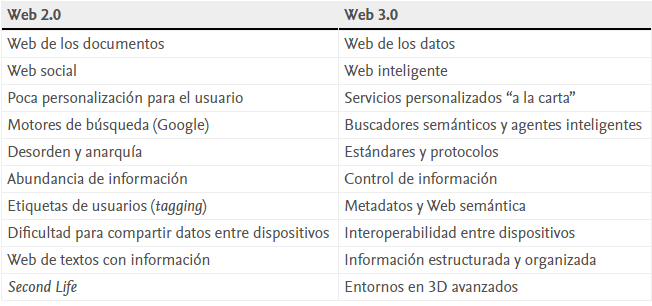 Web 2.0 Web 3.0
Web de los documentos Web de los datos
Web social Web inteligente
Poca personalización para el usuario Servicios personalizados “a la carta”
Motores de búsqueda (Google) Buscadores semánticos y agentes inteligentes
Desorden y anarquía Estándares y protocolos
Abundancia de información Control de información
Etiquetas de usuarios (tagging) Metadatos y Web semántica
Dificultad para compartir datos entre dispositivos Interoperabilidad entre dispositivos
Web de textos con información Información estructurada y organizada
Second Life Entornos en 3D avanzados